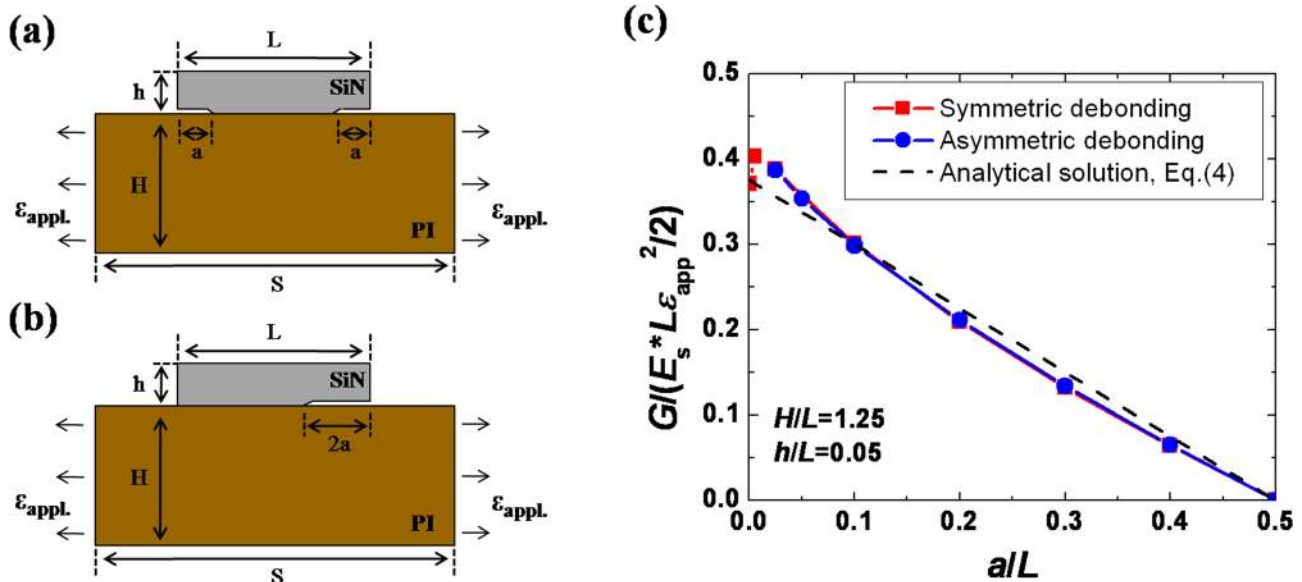 (a)
L
h
SiN
a
a
H
ε_appl.
ε_appl.
PI
S
(b)
L
h
SiN
2a
H
ε_appl.
ε_appl.
PI
S
(c)
G/(E_s*Lε_app^2/2)
0.5
0.4
0.3
0.2
0.1
0.0
Symmetric debonding
Asymmetric debonding
Analytical solution, Eq.(4)
H/L=1.25
h/L=0.05
0.0 0.1 0.2 0.3 0.4 0.5
a/L